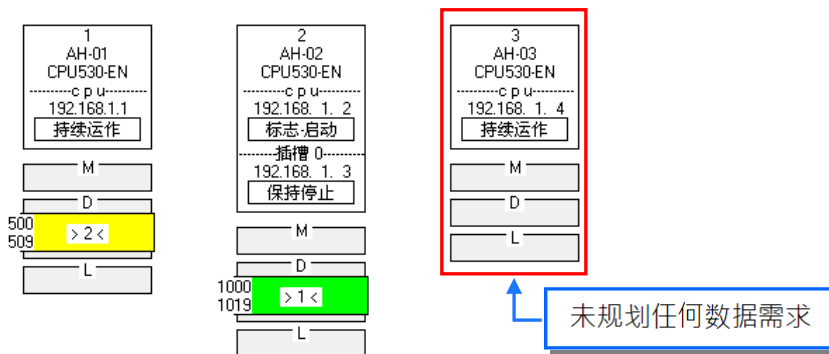 1
AH-01
CPU530-EN
--------c p u--------
192.168.1.1
持续运作
M
D
500
509
> 2 <
L
2
AH-02
CPU530-EN
--------c p u--------
192.168. 1. 2
标志-启动
--------插槽 0--------
192.168. 1. 3
保持停止
M
D
1000
1019
> 1 <
L
3
AH-03
CPU530-EN
--------c p u--------
192.168. 1. 4
持续运作
M
D
L
未规划任何数据需求